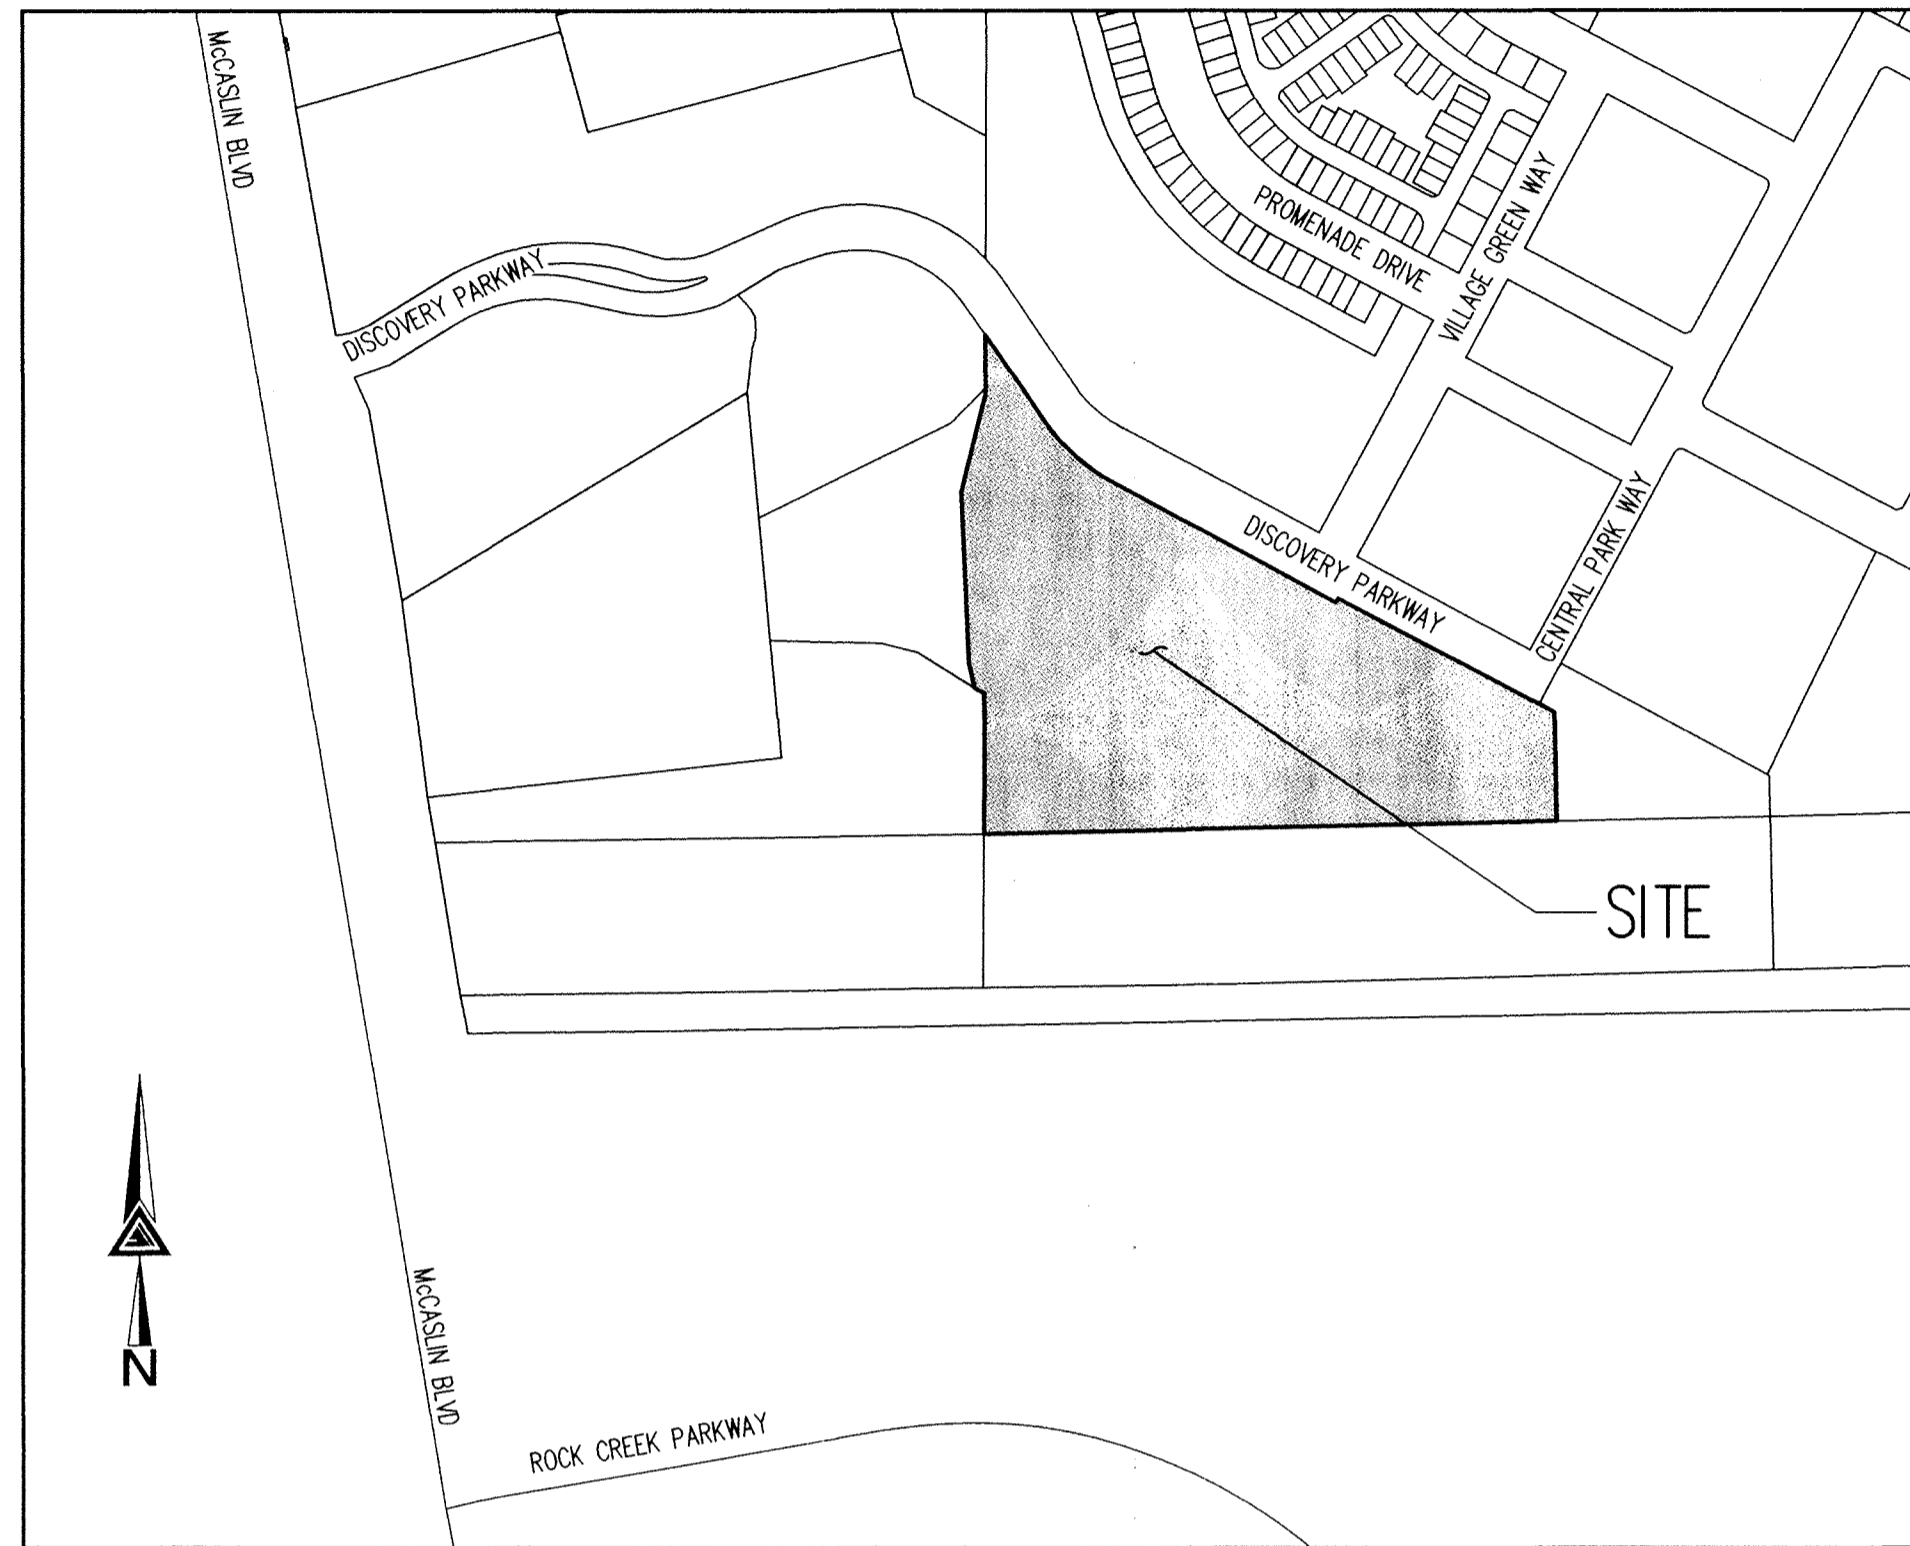 McCASLIN BLVD
PROMENADE DRIVE
VILLAGE GREEN WAY
DISCOVERY PARKWAY
CENTRAL PARK WAY
DISCOVERY PARKWAY
SITE
N
McCASLIN BLVD
ROCK CREEK PARKWAY